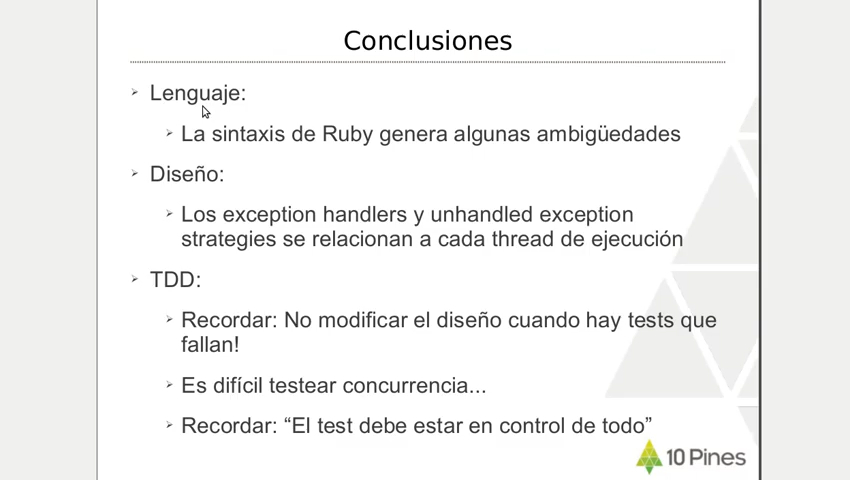 Conclusiones
Lenguaje:
La sintaxis de Ruby genera algunas ambigüedades
Diseño:
Los exception handlers y unhandled exception
strategies se relacionan a cada thread de ejecución
TDD:
Recordar: No modificar el diseño cuando hay tests que
fallan!
Es difícil testear concurrencia...
Recordar: “El test debe estar en control de todo”
10Pines